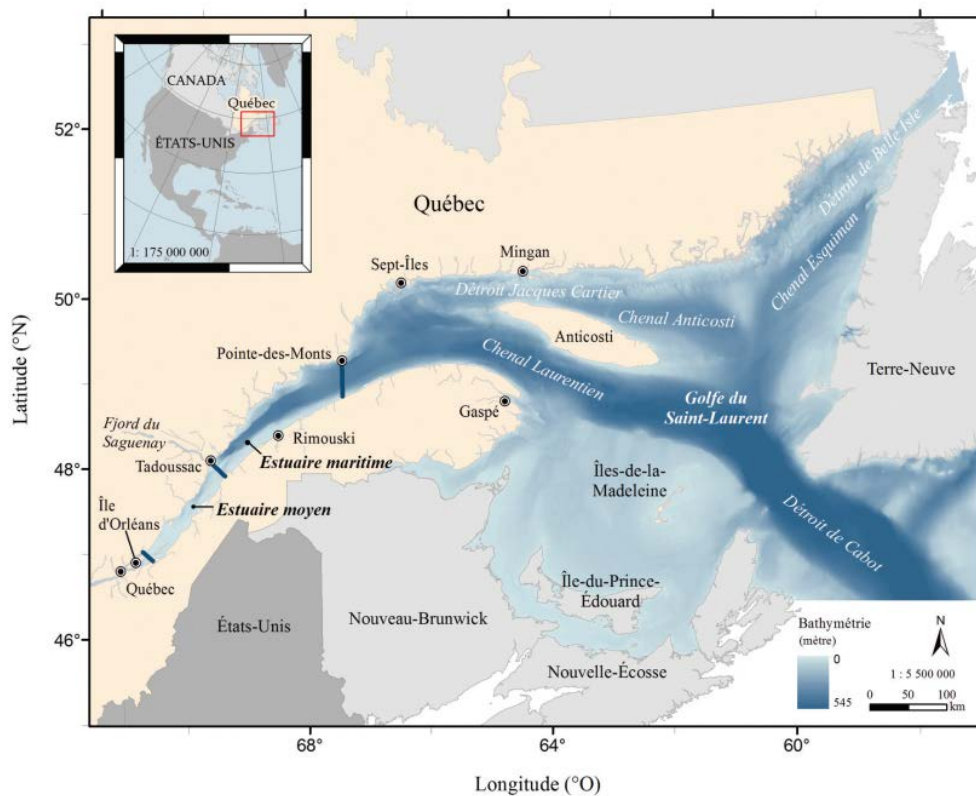 CANADA
Québec
ÉTATS-UNIS
1: 175 000 000
52°
50°
48°
46°
Latitude (°N)
Québec
Détroit de Belle Isle
Chenal Esquiman
Mingan
Sept-Îles
Détroit Jacques Cartier
Chenal Anticosti
Anticosti
Pointe-des-Monts
Chenal Laurentien
Terre-Neuve
Gaspé
Golfe du
Saint-Laurent
Fjord du
Saguenay
Rimouski
Tadoussac
Estuaire maritime
Îles-de-la-
Madeleine
Île
d'Orléans
Estuaire moyen
Détroit de Cabot
Québec
Île-du-Prince-
Édouard
États-Unis
Nouveau-Brunwick
Nouvelle-Écosse
Bathymétrie
(mètre)
0
545
N
1 : 5 500 000
0 50 100
km
68°
64°
60°
Longitude (°O)